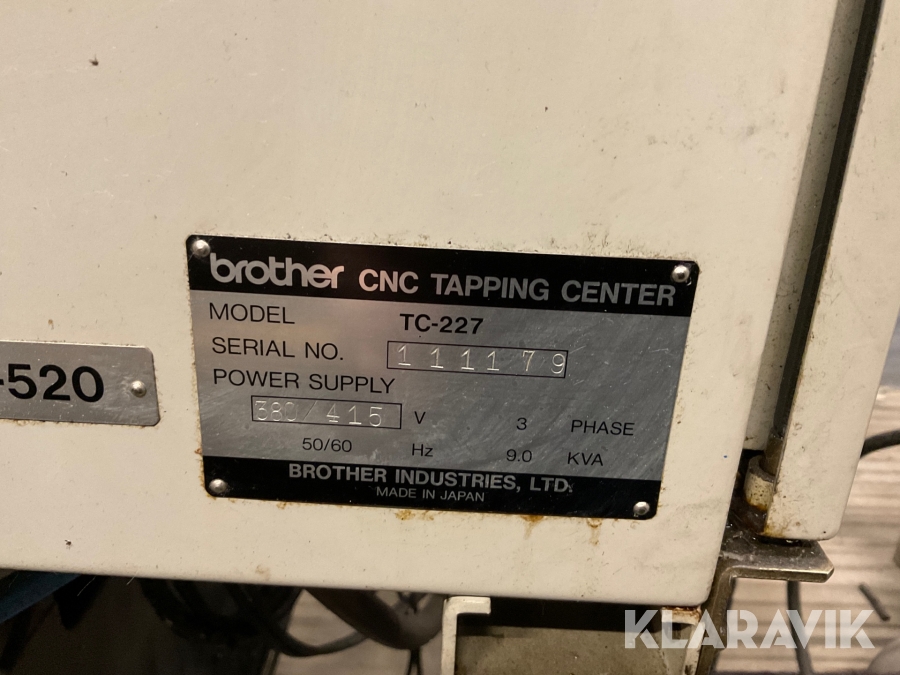 brother CNC TAPPING CENTER
MODEL TC-227
SERIAL NO. 111179
POWER SUPPLY
380/415 V 3 PHASE
50/60 Hz 9.0 KVA
BROTHER INDUSTRIES, LTD.
MADE IN JAPAN
-520
KLARAVIK